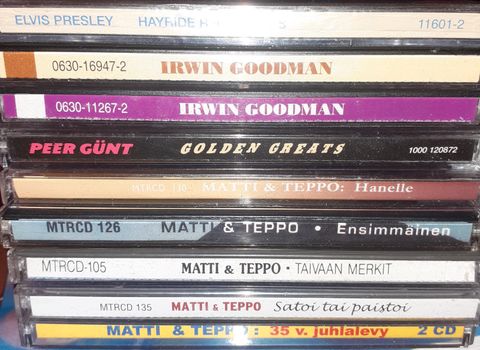 ELVIS PRESLEY HAYRIDE 11601-2
0630-16947-2 IRWIN GOODMAN
0630-11267-2 IRWIN GOODMAN
PEER GÜNT GOLDEN GREATS 1000 120872
MTRCD 130 MATTI & TEPPO: Hanelle
MTRCD 126 MATTI & TEPPO • Ensimmäinen
MTRCD-105 MATTI & TEPPO • TAIVAAN MERKIT
MTRCD 135 MATTI & TEPPO Satoi tai paistoi
MATTI & TEPPO: 35 v. juhlalevy 2 CD